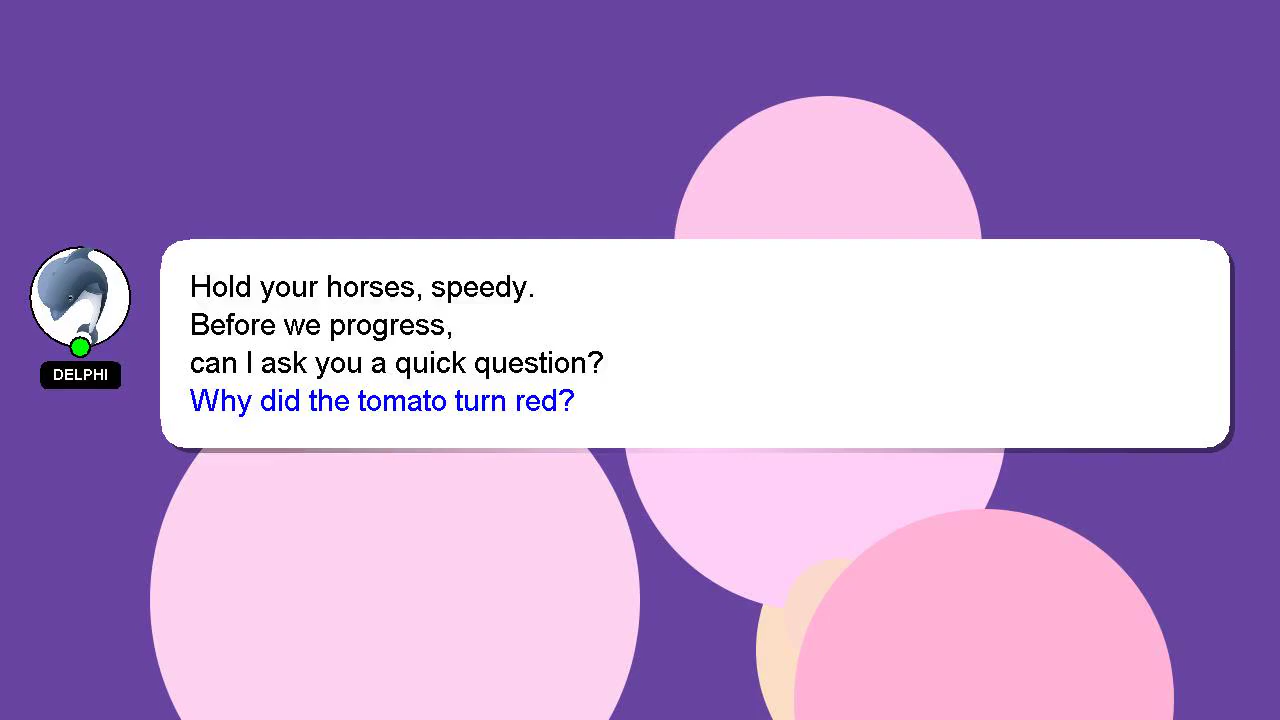 Hold your horses, speedy.
Before we progress,
can I ask you a quick question?
Why did the tomato turn red?
DELPHI